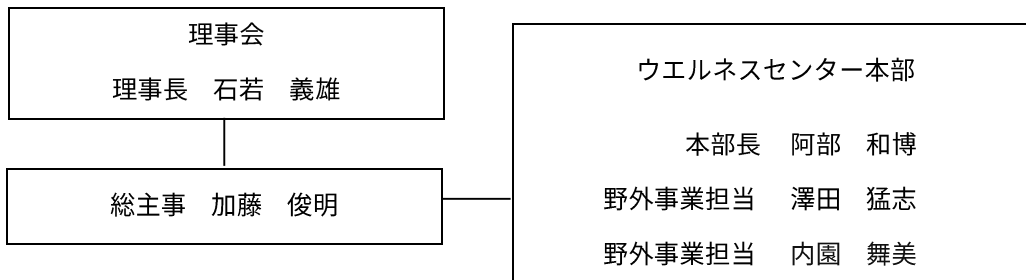 理事会
理事長　石若　義雄
総主事　加藤　俊明
ウエルネスセンター本部
本部長　阿部　和博
野外事業担当　澤田　猛志
野外事業担当　内園　舞美